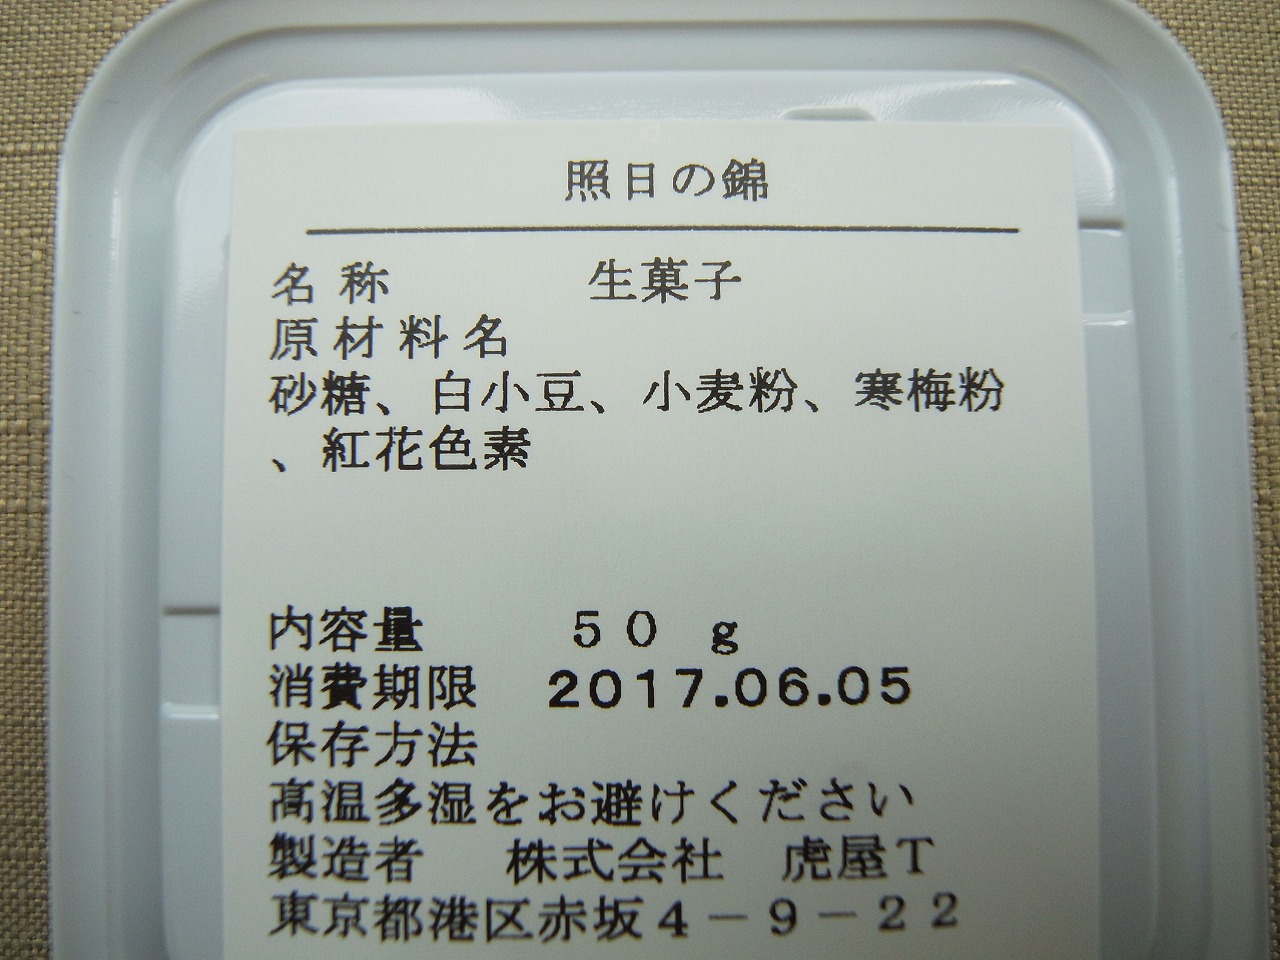 照日の錦
名称 生菓子
原材料名
砂糖、白小豆、小麦粉、寒梅粉
、紅花色素
内容量 50 g
消費期限 2017.06.05
保存方法
高温多湿をお避けください
製造者 株式会社 虎屋T
東京都港区赤坂4-9-22